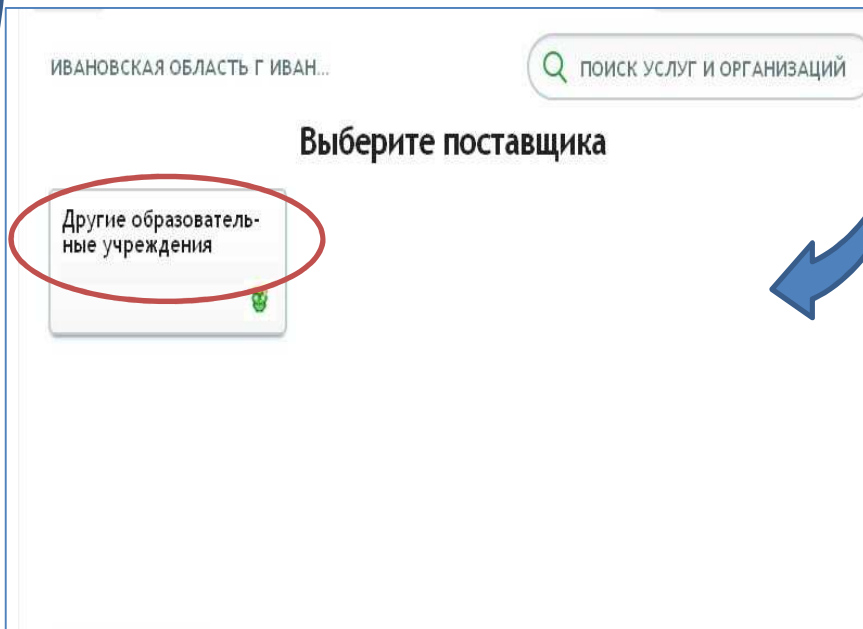 ИВАНОВСКАЯ ОБЛАСТЬ Г ИВАН...
ПОИСК УСЛУГ И ОРГАНИЗАЦИЙ
Выберите поставщика
Другие образователь-
ные учреждения